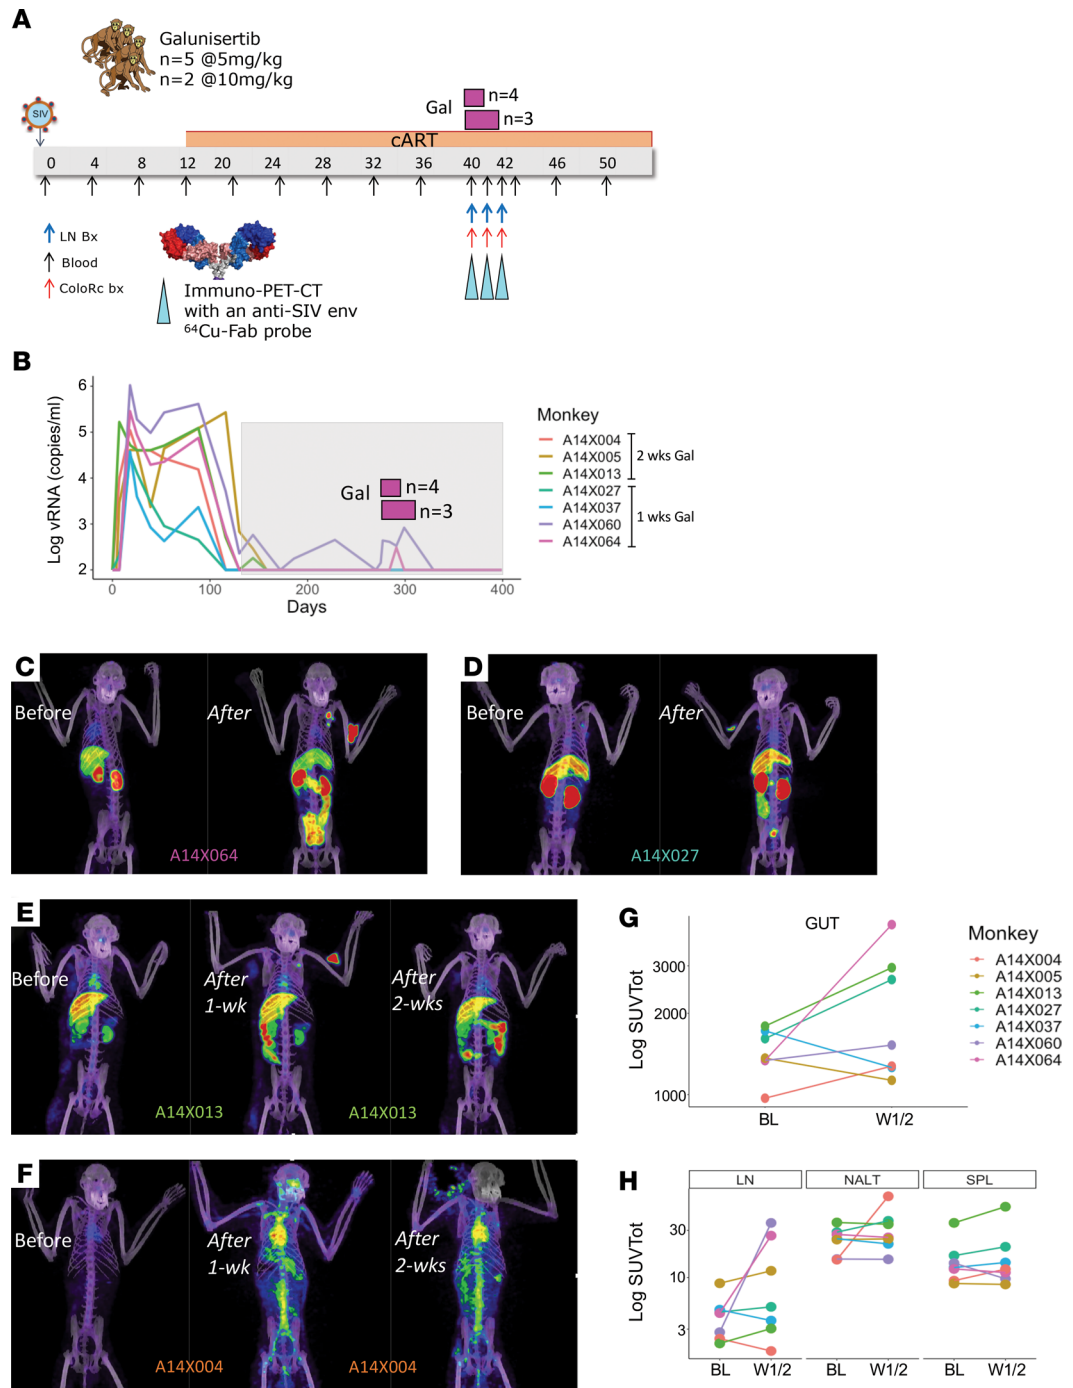 A
Galunisertib
n=5 @5mg/kg
n=2 @10mg/kg
SIV
Gal
n=4
n=3
cART
0 4 8 12 20 24 28 32 36 40 42 46 50
LN Bx
Blood
ColoRc bx
Immuno-PET-CT
with an anti-SIV env
64Cu-Fab probe
B
Log vRNA (copies/ml)
6
5
4
3
2
0 100 200 300 400
Days
Gal
n=4
n=3
Monkey
A14X004
A14X005
A14X013
A14X027
A14X037
A14X060
A14X064
2 wks Gal
1 wks Gal
C
Before
After
A14X064
D
Before
After
A14X027
E
Before
After
1-wk
After
2-wks
A14X013
A14X013
F
Before
After
1-wk
After
2-wks
A14X004
A14X004
G
GUT
Log SUVTot
3000
2000
1000
BL W1/2
Monkey
A14X004
A14X005
A14X013
A14X027
A14X037
A14X060
A14X064
H
LN NALT SPL
Log SUVTot
30
10
3
BL W1/2 BL W1/2 BL W1/2